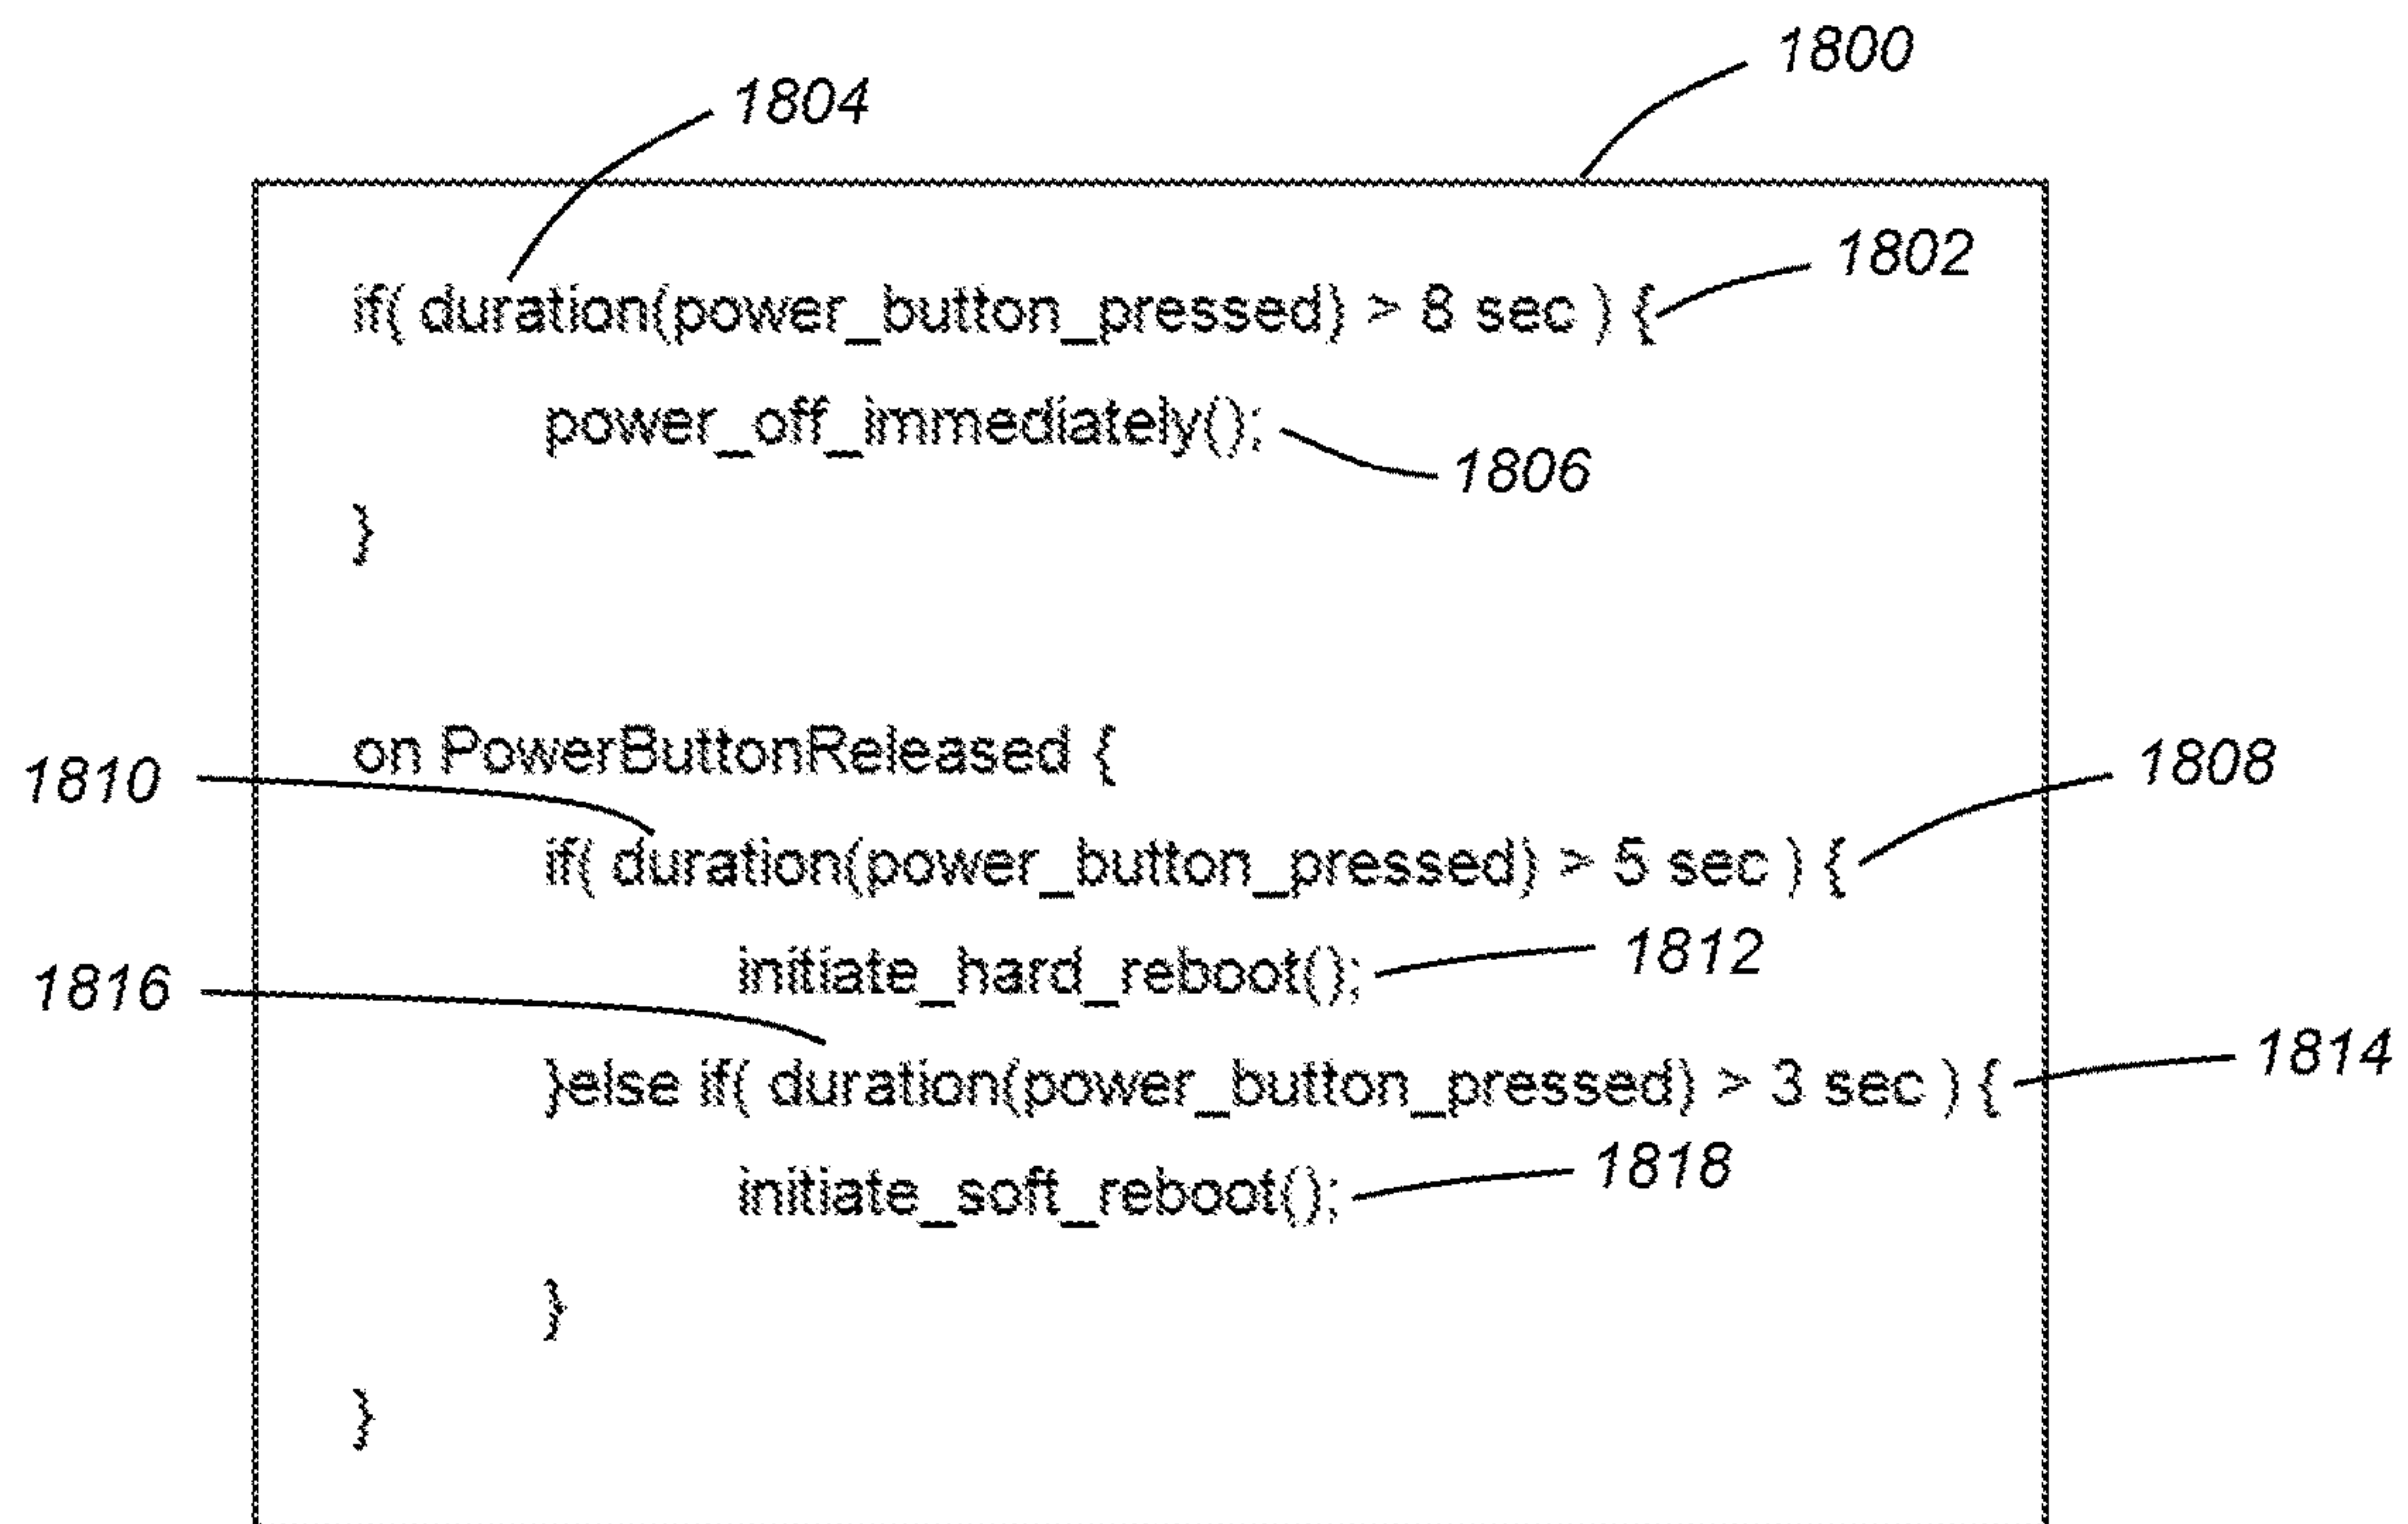 1800
1804
1802
if( duration(power_button_pressed) > 8 sec ) {
power_off_immediately();
1806
}
on PowerButtonReleased {
1810
1808
if( duration(power_button_pressed) > 5 sec ) {
initiate_hard_reboot();
1812
1816
}else if( duration(power_button_pressed) > 3 sec ) {
1814
initiate_soft_reboot();
1818
}
}